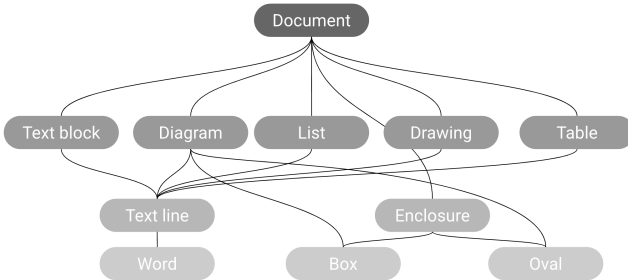 Document
Text block
Diagram
List
Drawing
Table
Text line
Enclosure
Word
Box
Oval